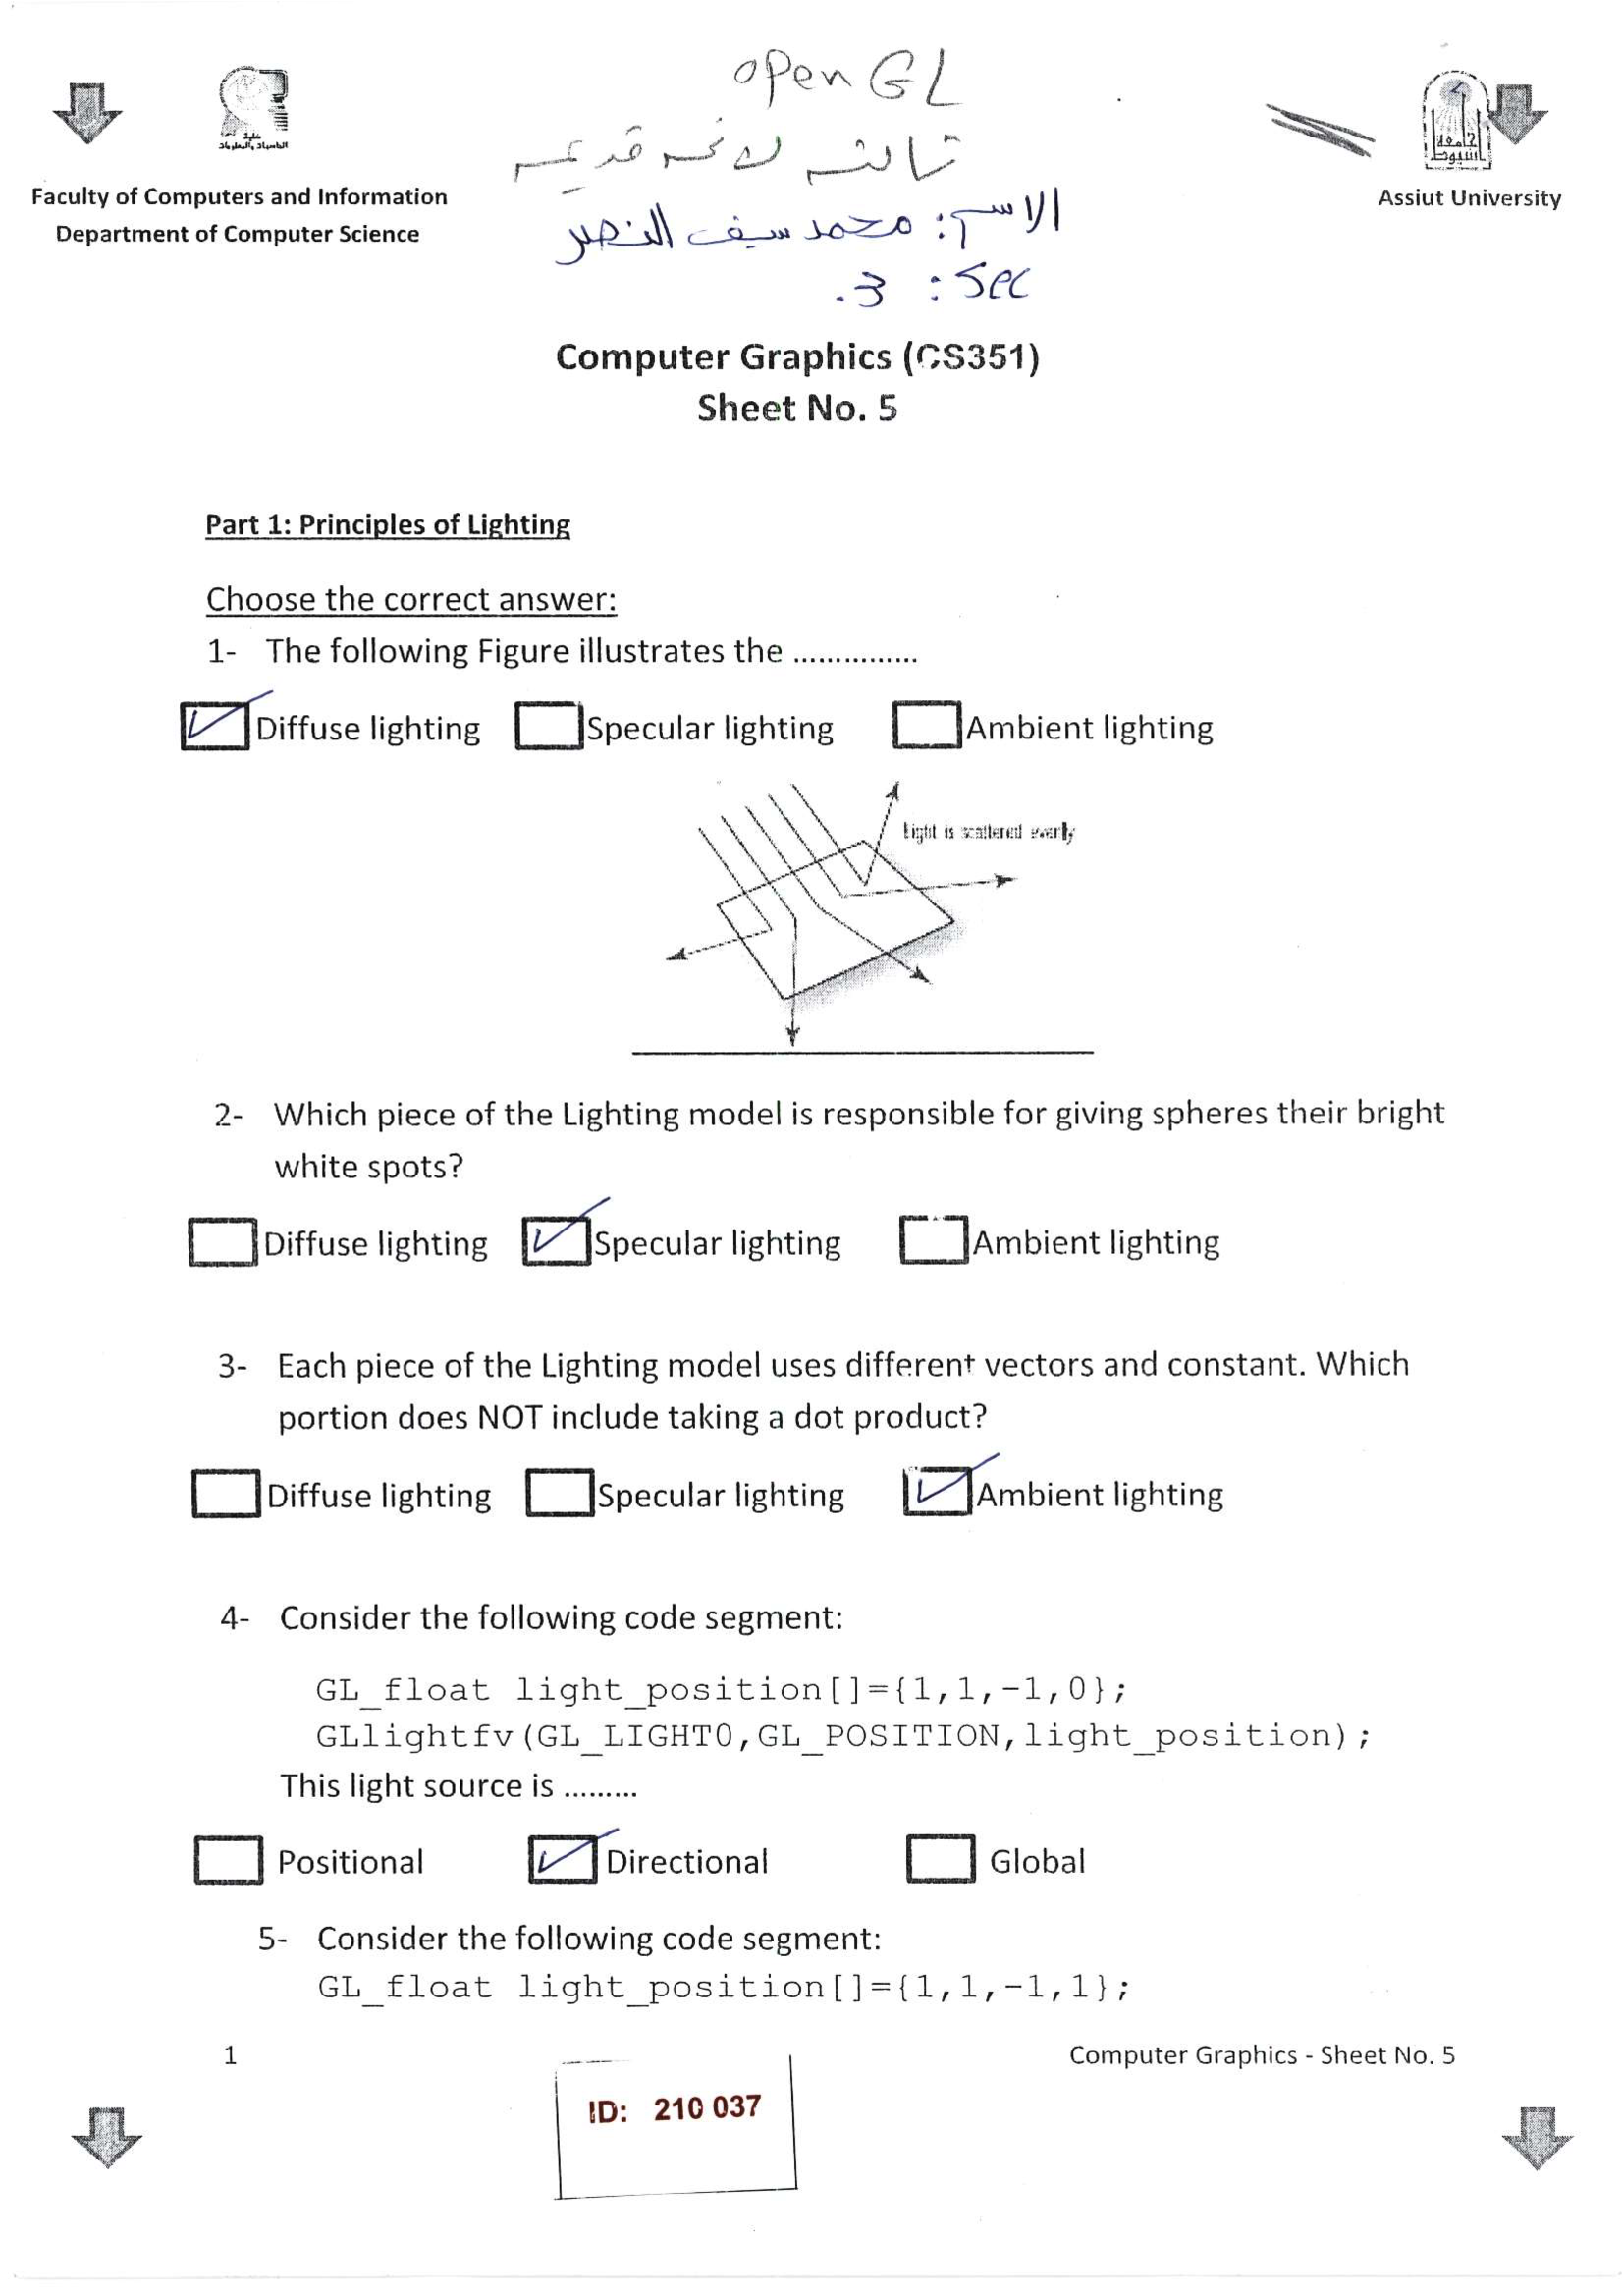 open GL
كلية
الحاسبات والمعلومات
جامعة
أسيوط
Faculty of Computers and Information
Department of Computer Science
Assiut University
الاسم: محمد سيف النصر
Sec: 3.
Computer Graphics (CS351)
Sheet No. 5
Part 1: Principles of Lighting
Choose the correct answer:
1- The following Figure illustrates the ...............
Diffuse lighting Specular lighting Ambient lighting
Light is scattered evenly
2- Which piece of the Lighting model is responsible for giving spheres their bright
white spots?
Diffuse lighting Specular lighting Ambient lighting
3- Each piece of the Lighting model uses different vectors and constant. Which
portion does NOT include taking a dot product?
Diffuse lighting Specular lighting Ambient lighting
4- Consider the following code segment:
GL_float light_position[]={1,1,-1,0};
GLlightfv(GL_LIGHT0,GL_POSITION,light_position);
This light source is .........
Positional Directional Global
5- Consider the following code segment:
GL_float light_position[]={1,1,-1,1};
1 Computer Graphics - Sheet No. 5
ID: 210 037